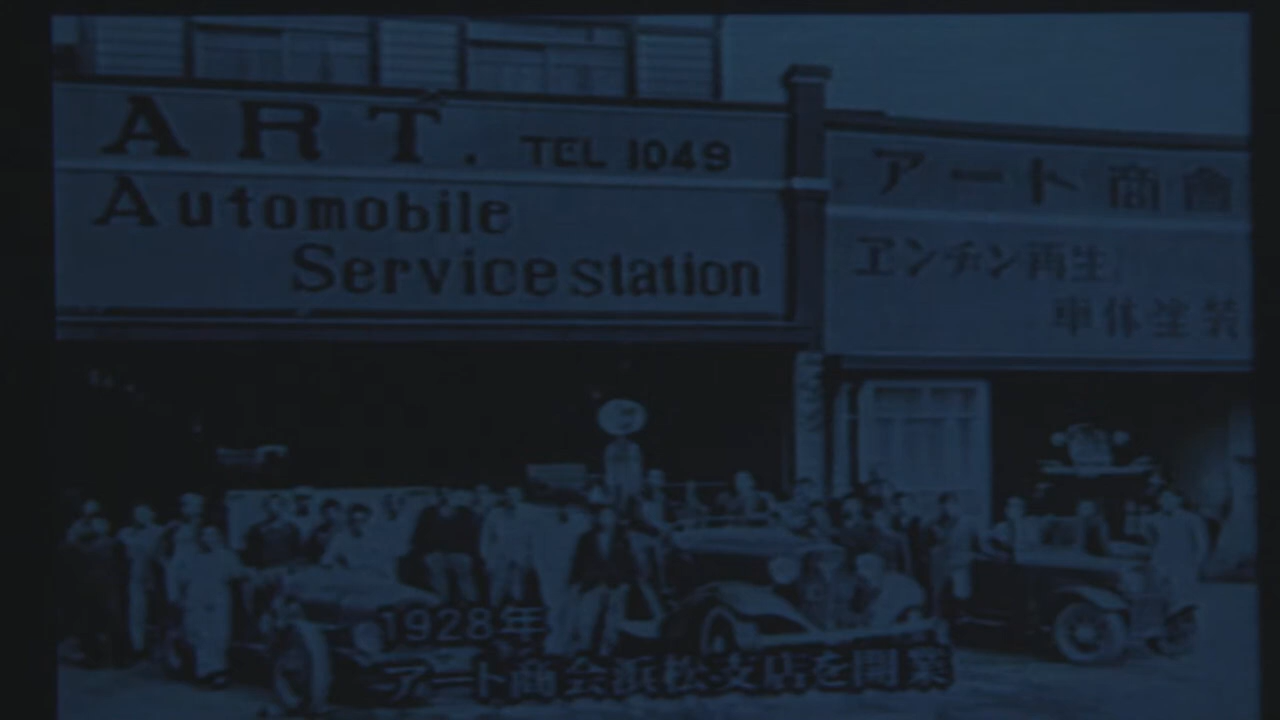 ART. TEL 1049
Automobile
Service station
アート商會
ヱンヂン再生
車体塗装
1928年
アート商会浜松支店を開業